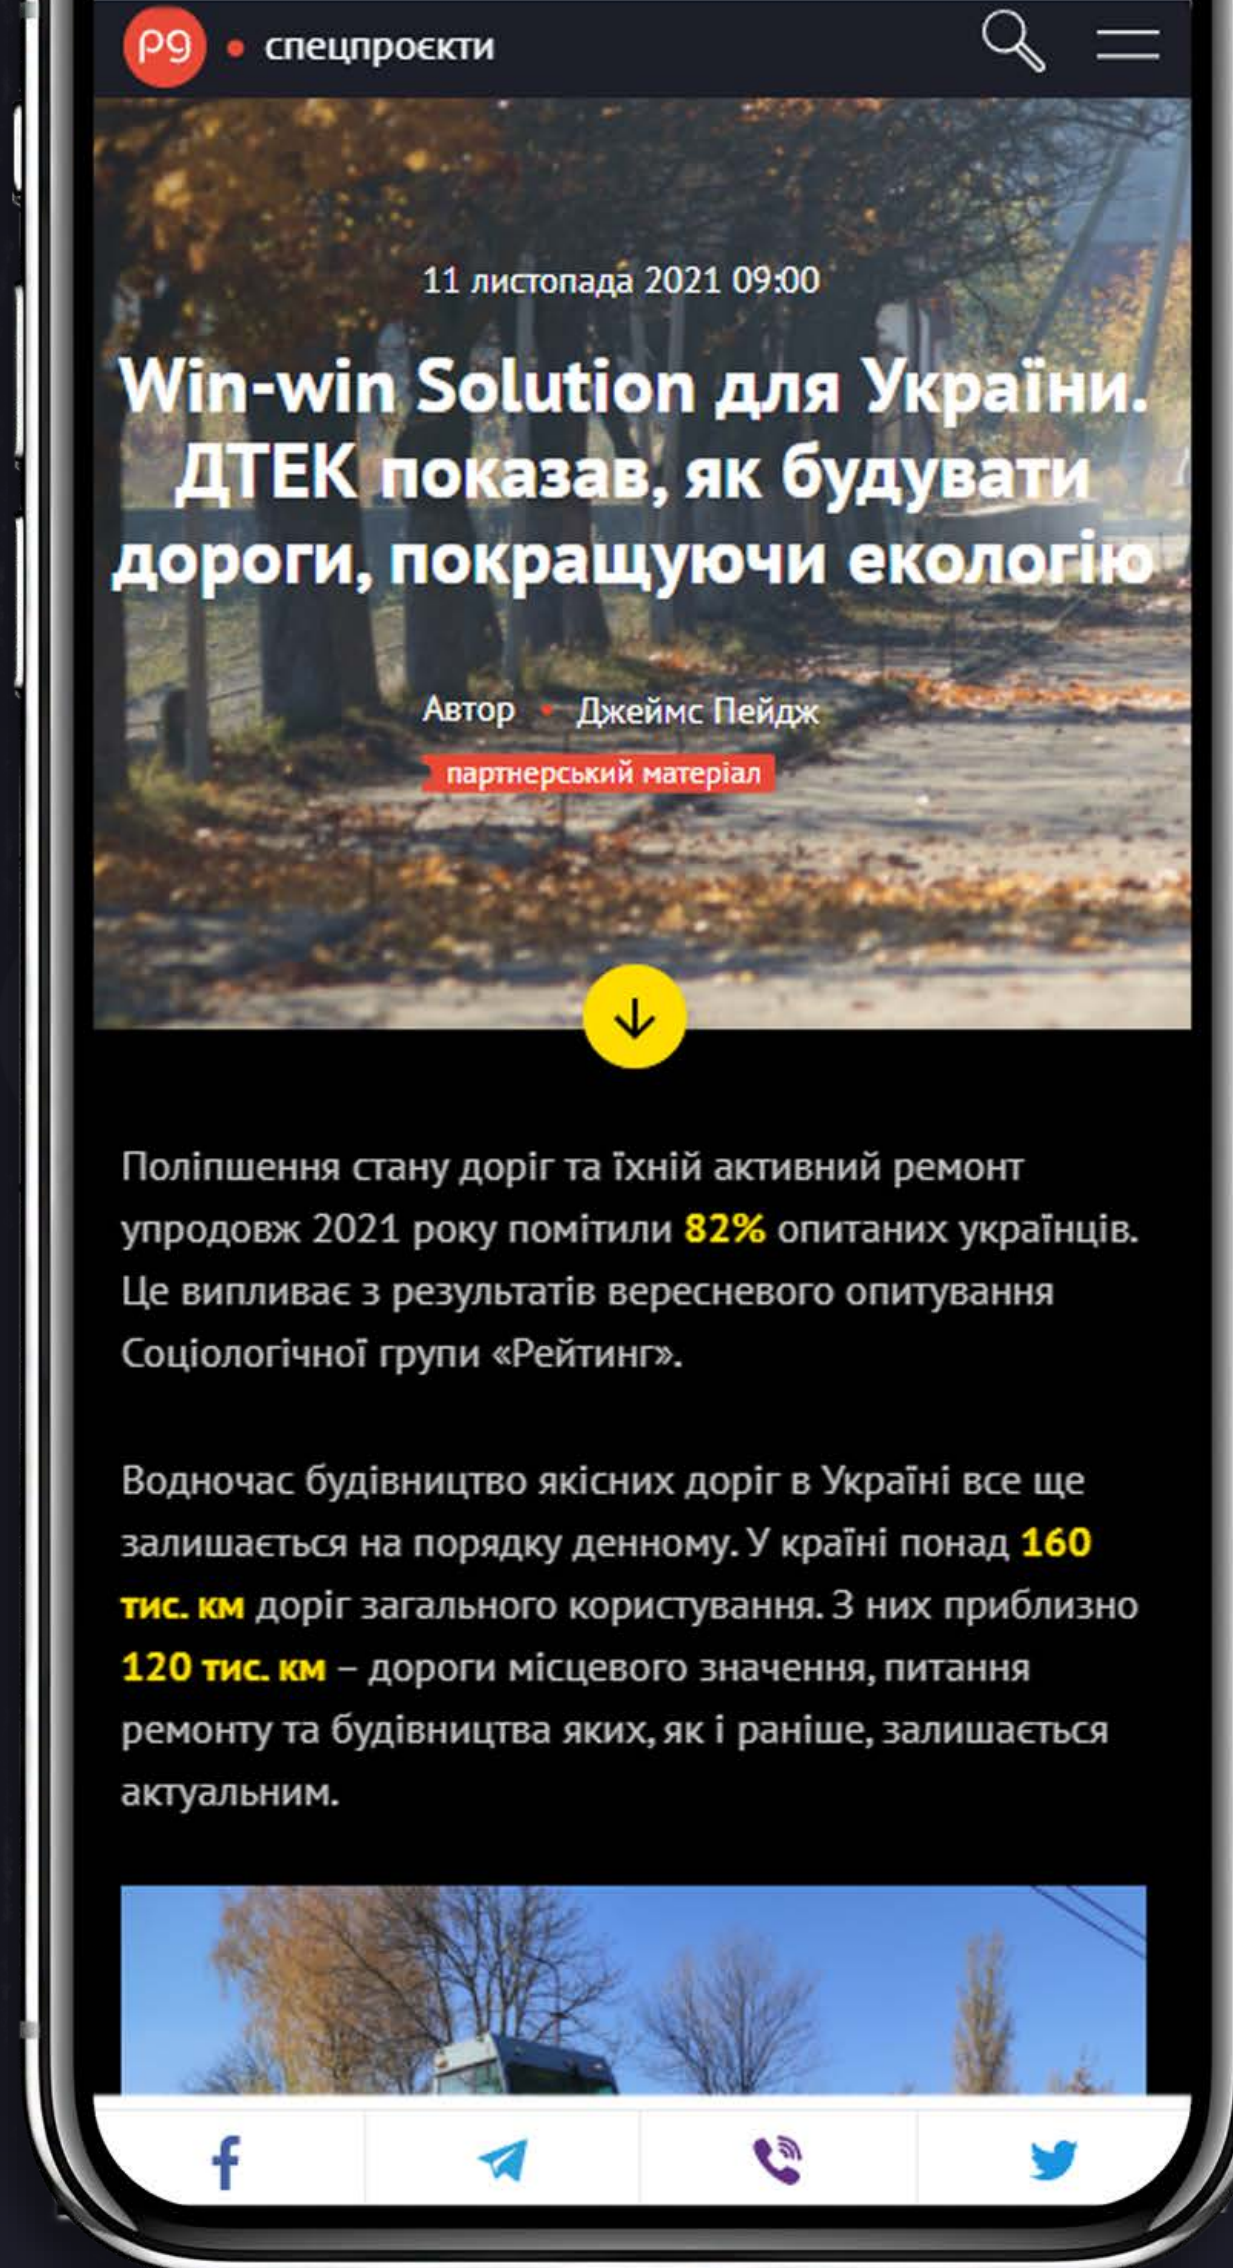 pg • спецпроєкти
11 листопада 2021 09:00
Win-win Solution для України.
ДТЕК показав, як будувати
дороги, покращуючи екологію
Автор • Джеймс Пейдж
партнерський матеріал
Поліпшення стану доріг та їхній активний ремонт
упродовж 2021 року помітили 82% опитаних українців.
Це випливає з результатів вересневого опитування
Соціологічної групи «Рейтинг».
Водночас будівництво якісних доріг в Україні все ще
залишається на порядку денному. У країні понад 160
тис. км доріг загального користування. З них приблизно
120 тис. км – дороги місцевого значення, питання
ремонту та будівництва яких, як і раніше, залишається
актуальним.